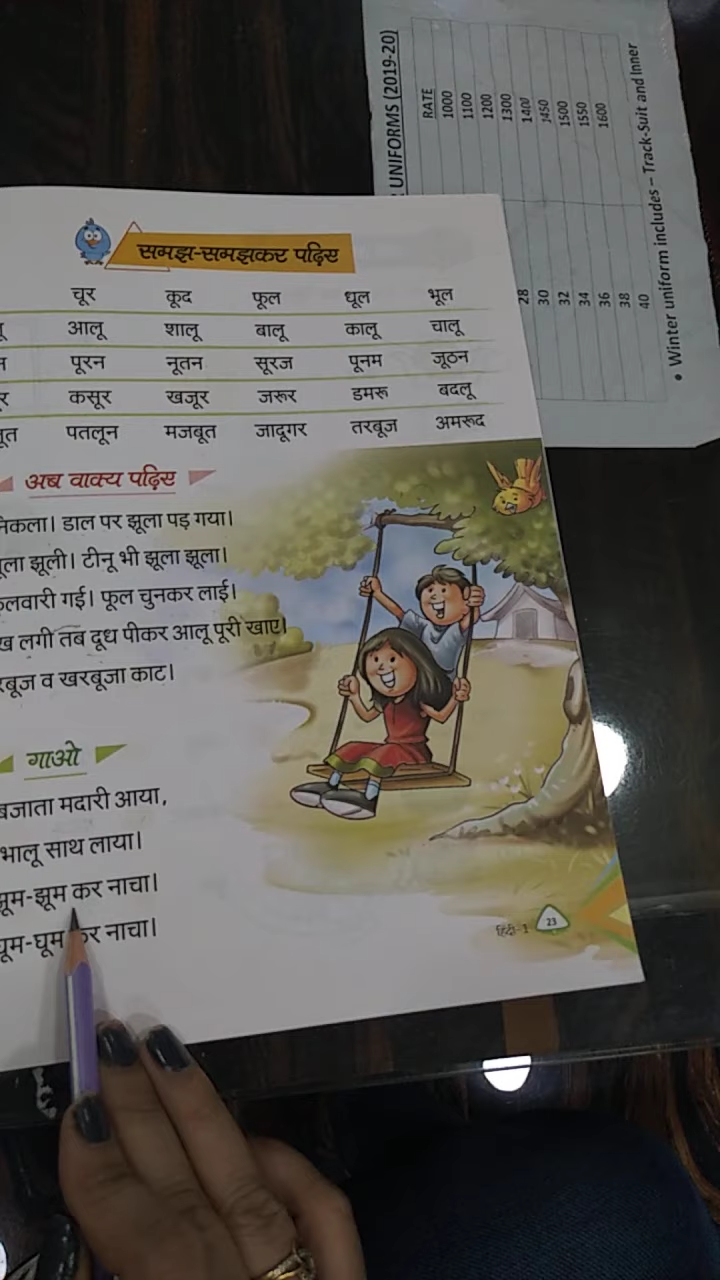 समझ-समझकर पढ़िए
चूर कूद फूल धूल भूल
आलू शालू बालू कालू चालू
पूरन नूतन सूरज पूनम जूठन
कसूर खजूर जरूर डमरू बदलू
पतलून मजबूत जादूगर तरबूज अमरूद
अब वाक्य पढ़िए
डाल पर झूला पड़ गया।
झूली। टीनू भी झूला झूला।
गई। फूल चुनकर लाई।
लगी तब दूध पीकर आलू पूरी खाए।
व खरबूजा काट।
गाओ
बजाता मदारी आया,
भालू साथ लाया।
झूम-झूम कर नाचा।
घूम-घूम कर नाचा।
हिंदी-1 23
UNIFORMS (2019-20)
RATE
28
30
32
34
36
38
40
1000
1100
1200
1300
1400
1450
1500
1550
1600
• Winter uniform includes – Track-Suit and Inner